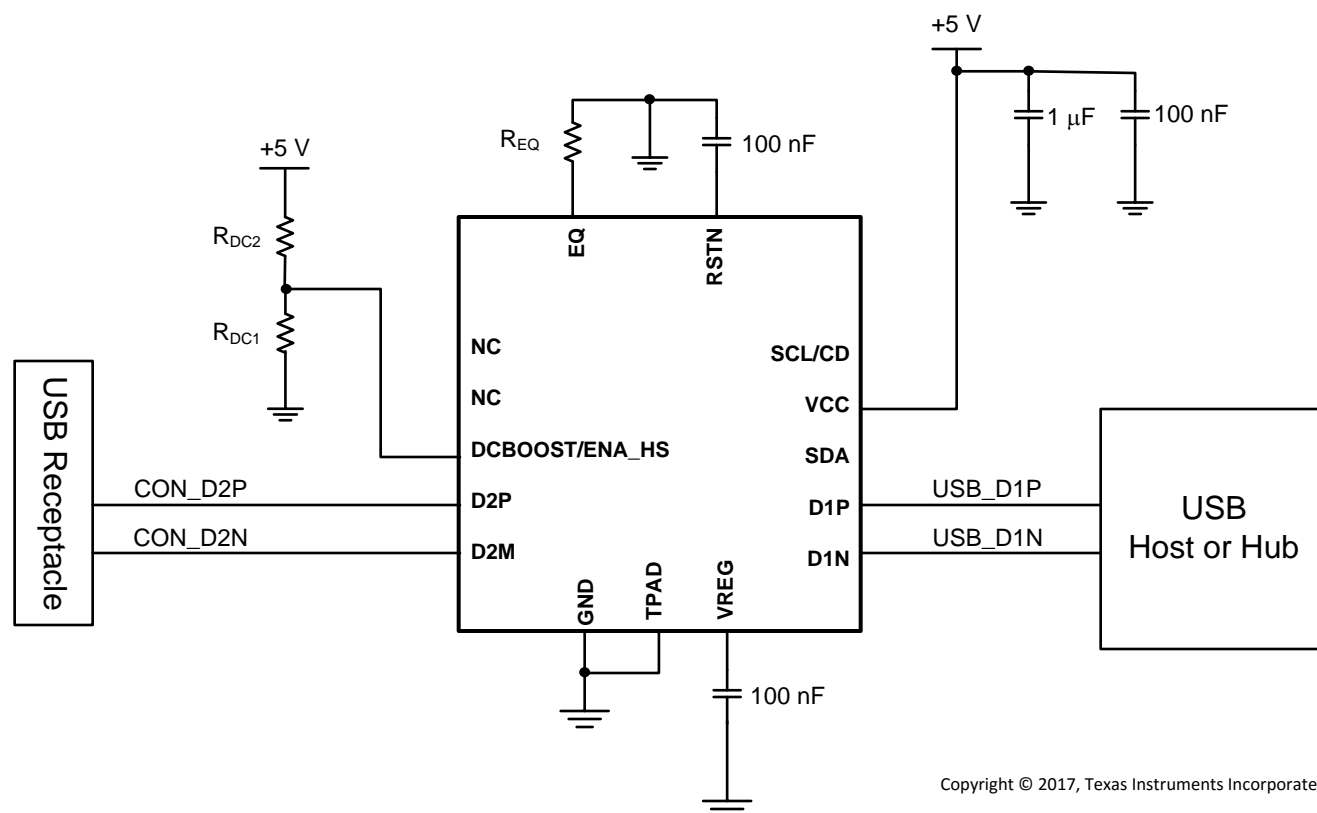 +5 V
1 μF
100 nF
R_EQ
100 nF
+5 V
R_DC2
R_DC1
EQ
RSTN
NC
NC
DCBOOST/ENA_HS
D2P
D2M
SCL/CD
VCC
SDA
D1P
D1N
GND
TPAD
VREG
USB Receptacle
CON_D2P
CON_D2N
USB_D1P
USB_D1N
USB
Host or Hub
100 nF
Copyright © 2017, Texas Instruments Incorporate